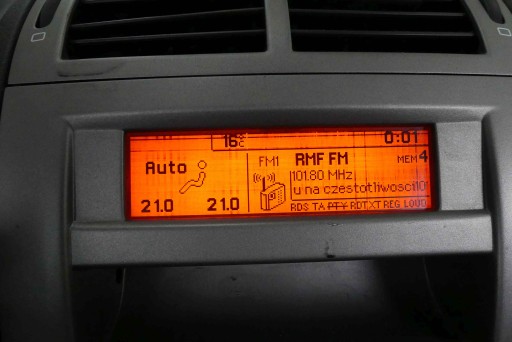 16°C 0:01
Auto FM1 RMF FM MEM 4
101.80 MHz
u na czestotliwosci10
21.0 21.0 RDS TA PTY RDTXT REG LOUD